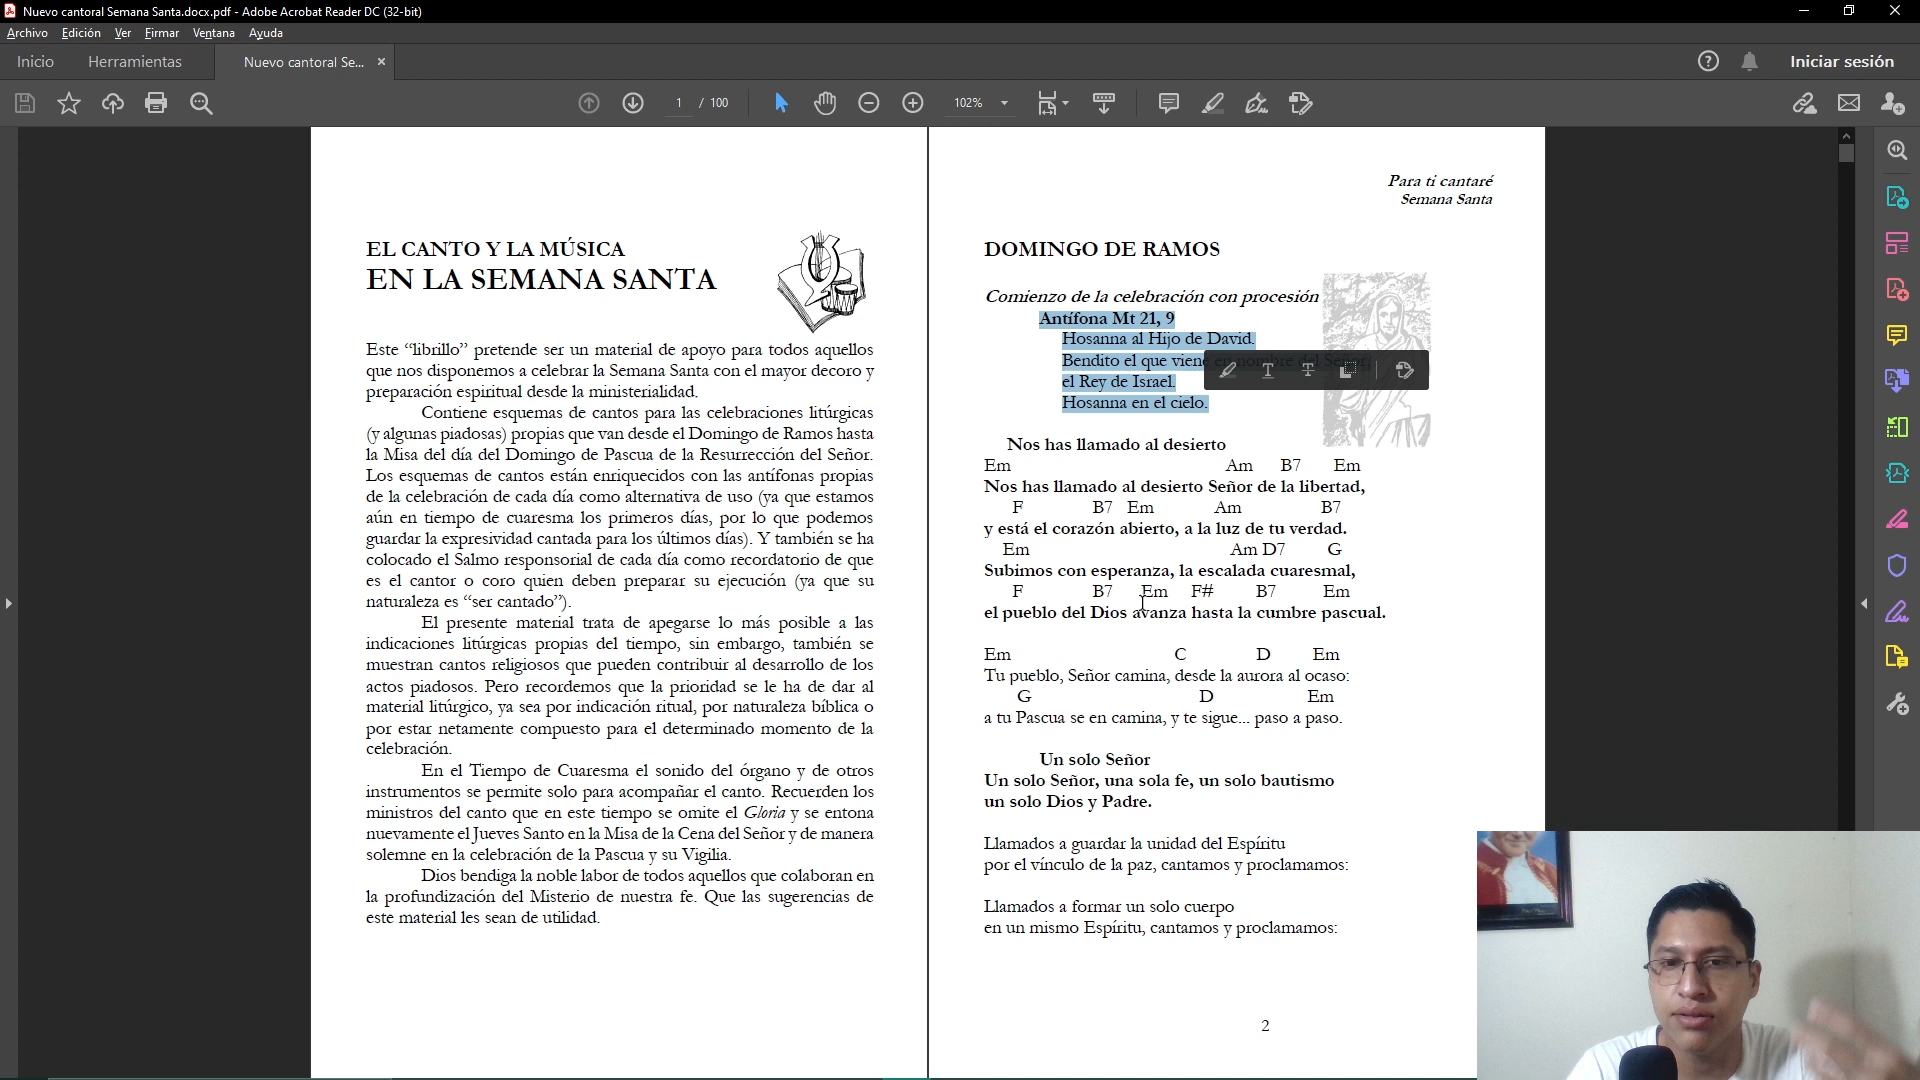 Nuevo cantoral Semana Santa.docx.pdf - Adobe Acrobat Reader DC (32-bit)
Archivo Edición Ver Firmar Ventana Ayuda
Inicio Herramientas Nuevo cantoral Se... Iniciar sesión
1 / 100 102%
EL CANTO Y LA MÚSICA
EN LA SEMANA SANTA
Este “librillo” pretende ser un material de apoyo para todos aquellos
que nos disponemos a celebrar la Semana Santa con el mayor decoro y
preparación espiritual desde la ministerialidad.
Contiene esquemas de cantos para las celebraciones litúrgicas
(y algunas piadosas) propias que van desde el Domingo de Ramos hasta
la Misa del día del Domingo de Pascua de la Resurrección del Señor.
Los esquemas de cantos están enriquecidos con las antífonas propias
de la celebración de cada día como alternativa de uso (ya que estamos
aún en tiempo de cuaresma los primeros días, por lo que podemos
guardar la expresividad cantada para los últimos días). Y también se ha
colocado el Salmo responsorial de cada día como recordatorio de que
es el cantor o coro quien deben preparar su ejecución (ya que su
naturaleza es “ser cantado”).
El presente material trata de apegarse lo más posible a las
indicaciones litúrgicas propias del tiempo, sin embargo, también se
muestran cantos religiosos que pueden contribuir al desarrollo de los
actos piadosos. Pero recordemos que la prioridad se le ha de dar al
material litúrgico, ya sea por indicación ritual, por naturaleza bíblica o
por estar netamente compuesto para el determinado momento de la
celebración.
En el Tiempo de Cuaresma el sonido del órgano y de otros
instrumentos se permite solo para acompañar el canto. Recuerden los
ministros del canto que en este tiempo se omite el Gloria y se entona
nuevamente el Jueves Santo en la Misa de la Cena del Señor y de manera
solemne en la celebración de la Pascua y su Vigilia.
Dios bendiga la noble labor de todos aquellos que colaboran en
la profundización del Misterio de nuestra fe. Que las sugerencias de
este material les sean de utilidad.
Para ti cantaré
Semana Santa
DOMINGO DE RAMOS
Comienzo de la celebración con procesión
Antífona Mt 21, 9
Hosanna al Hijo de David.
Bendito el que viene en nombre del Señor,
el Rey de Israel.
Hosanna en el cielo.
Nos has llamado al desierto
Em Am B7 Em
Nos has llamado al desierto Señor de la libertad,
F B7 Em Am B7
y está el corazón abierto, a la luz de tu verdad.
Em Am D7 G
Subimos con esperanza, la escalada cuaresmal,
F B7 Em F# B7 Em
el pueblo del Dios avanza hasta la cumbre pascual.
Em C D Em
Tu pueblo, Señor camina, desde la aurora al ocaso:
G D Em
a tu Pascua se en camina, y te sigue... paso a paso.
Un solo Señor
Un solo Señor, una sola fe, un solo bautismo
un solo Dios y Padre.
Llamados a guardar la unidad del Espíritu
por el vínculo de la paz, cantamos y proclamamos:
Llamados a formar un solo cuerpo
en un mismo Espíritu, cantamos y proclamamos:
2